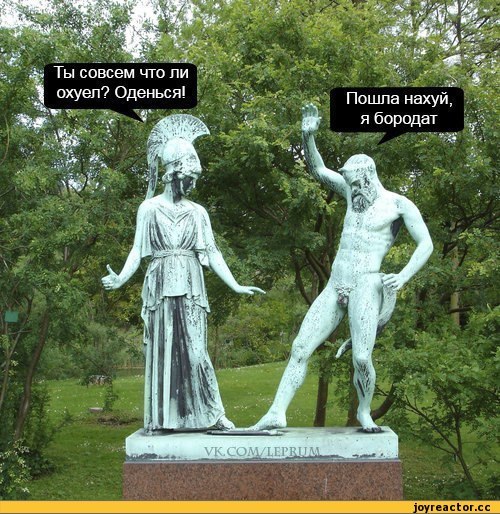 Ты совсем что ли
охуел? Оденься!
Пошла нахуй,
я бородат
VK.COM/LEPRUM
joyreactor.cc